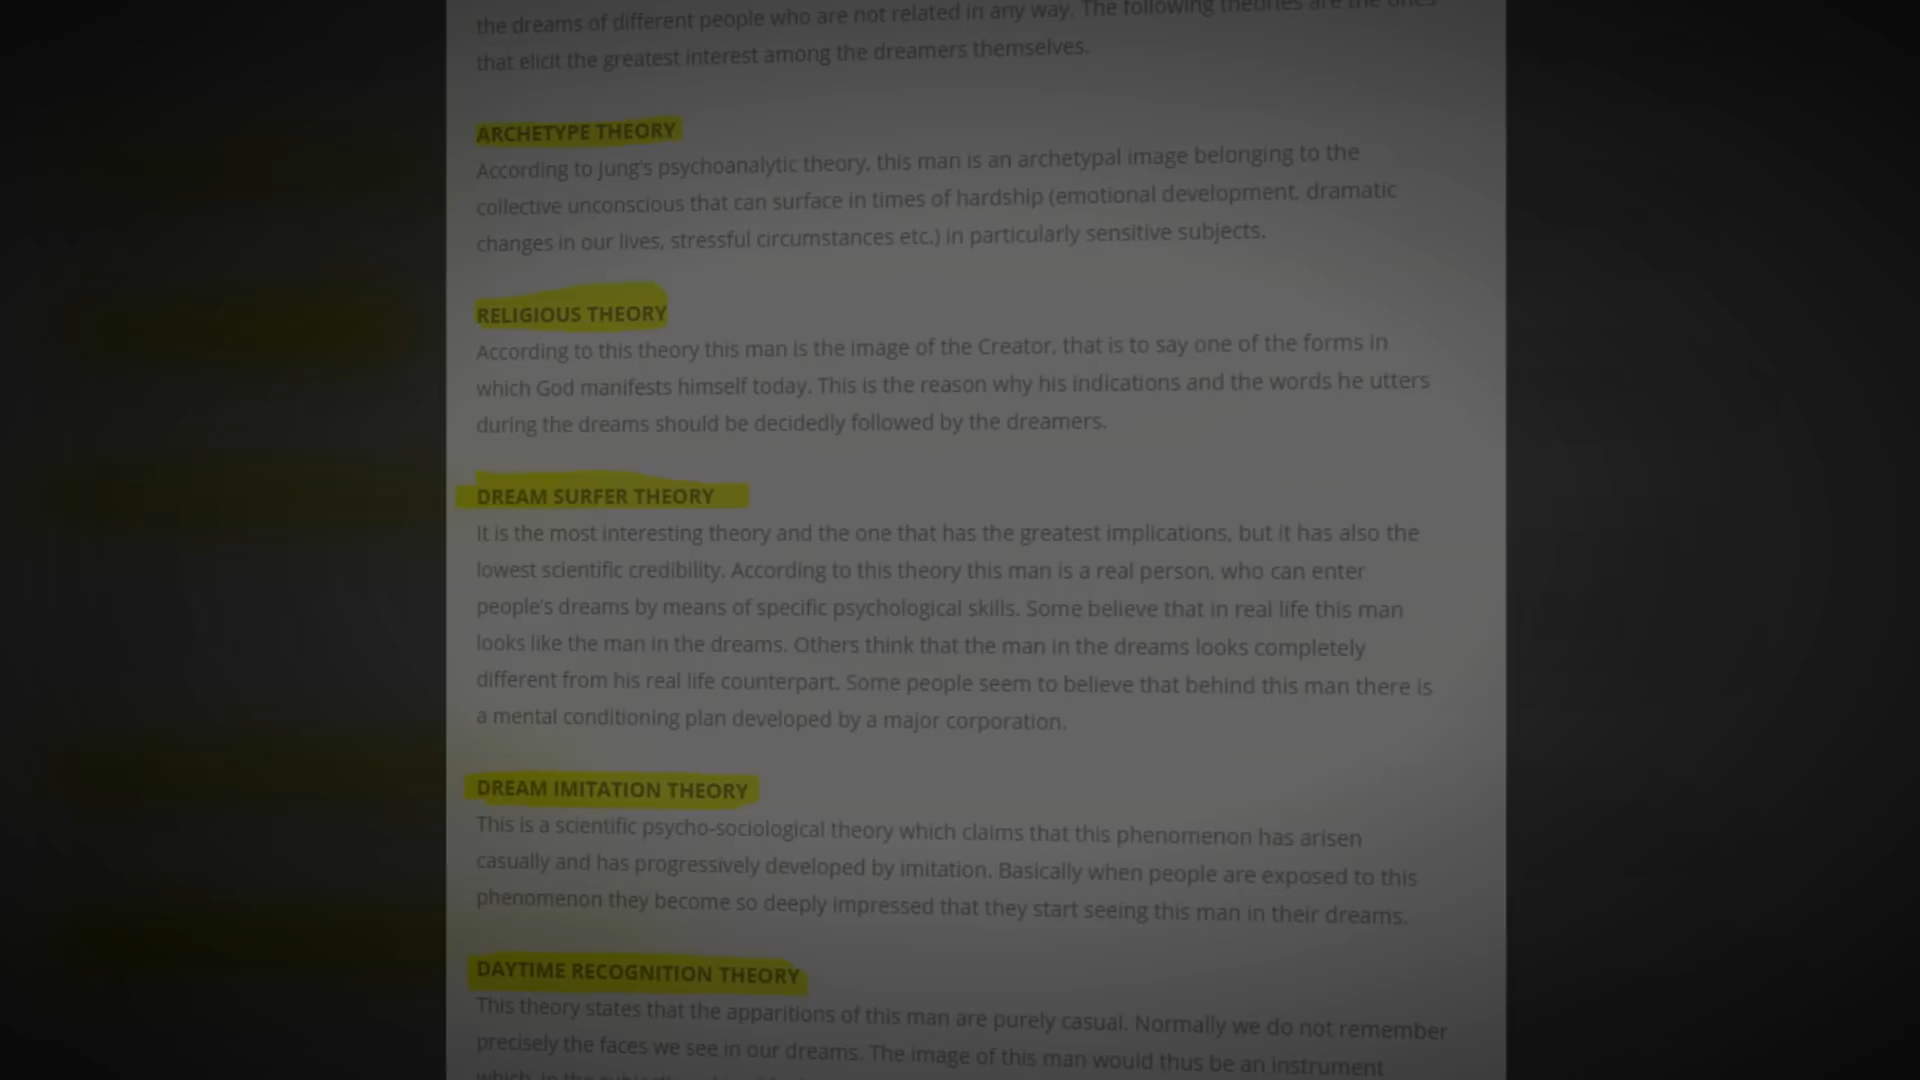 the dreams of different people who are not related in any way. The following theories are the ones
that elicit the greatest interest among the dreamers themselves.
ARCHETYPE THEORY
According to Jung's psychoanalytic theory, this man is an archetypal image belonging to the
collective unconscious that can surface in times of hardship (emotional development, dramatic
changes in our lives, stressful circumstances etc.) in particularly sensitive subjects.
RELIGIOUS THEORY
According to this theory this man is the image of the Creator, that is to say one of the forms in
which God manifests himself today. This is the reason why his indications and the words he utters
during the dreams should be decidedly followed by the dreamers.
DREAM SURFER THEORY
It is the most interesting theory and the one that has the greatest implications, but it has also the
lowest scientific credibility. According to this theory this man is a real person, who can enter
people's dreams by means of specific psychological skills. Some believe that in real life this man
looks like the man in the dreams. Others think that the man in the dreams looks completely
different from his real life counterpart. Some people seem to believe that behind this man there is
a mental conditioning plan developed by a major corporation.
DREAM IMITATION THEORY
This is a scientific psycho-sociological theory which claims that this phenomenon has arisen
casually and has progressively developed by imitation. Basically when people are exposed to this
phenomenon they become so deeply impressed that they start seeing this man in their dreams.
DAYTIME RECOGNITION THEORY
This theory states that the apparitions of this man are purely casual. Normally we do not remember
precisely the faces we see in our dreams. The image of this man would thus be an instrument
which, in the